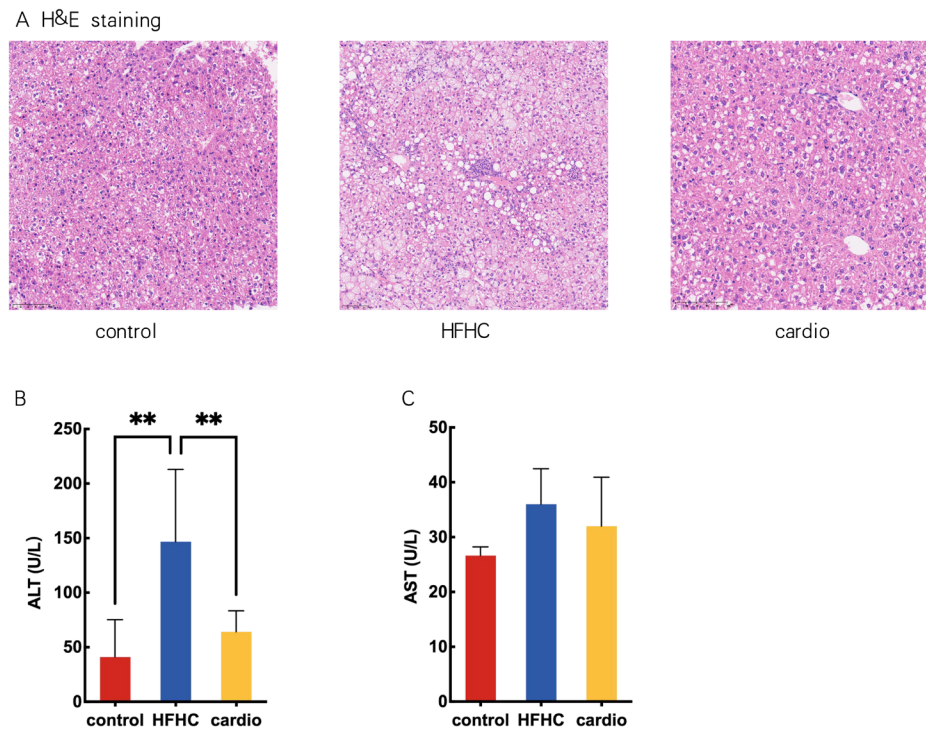 A H&E staining
control HFHC cardio
B
** **
ALT (U/L)
250
200
150
100
50
0
control HFHC cardio
C
AST (U/L)
50
40
30
20
10
0
control HFHC cardio